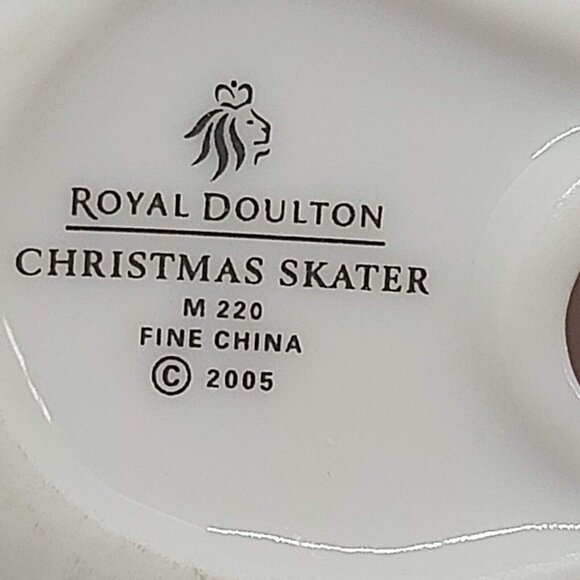 ROYAL DOULTON
CHRISTMAS SKATER
M 220
FINE CHINA
© 2005